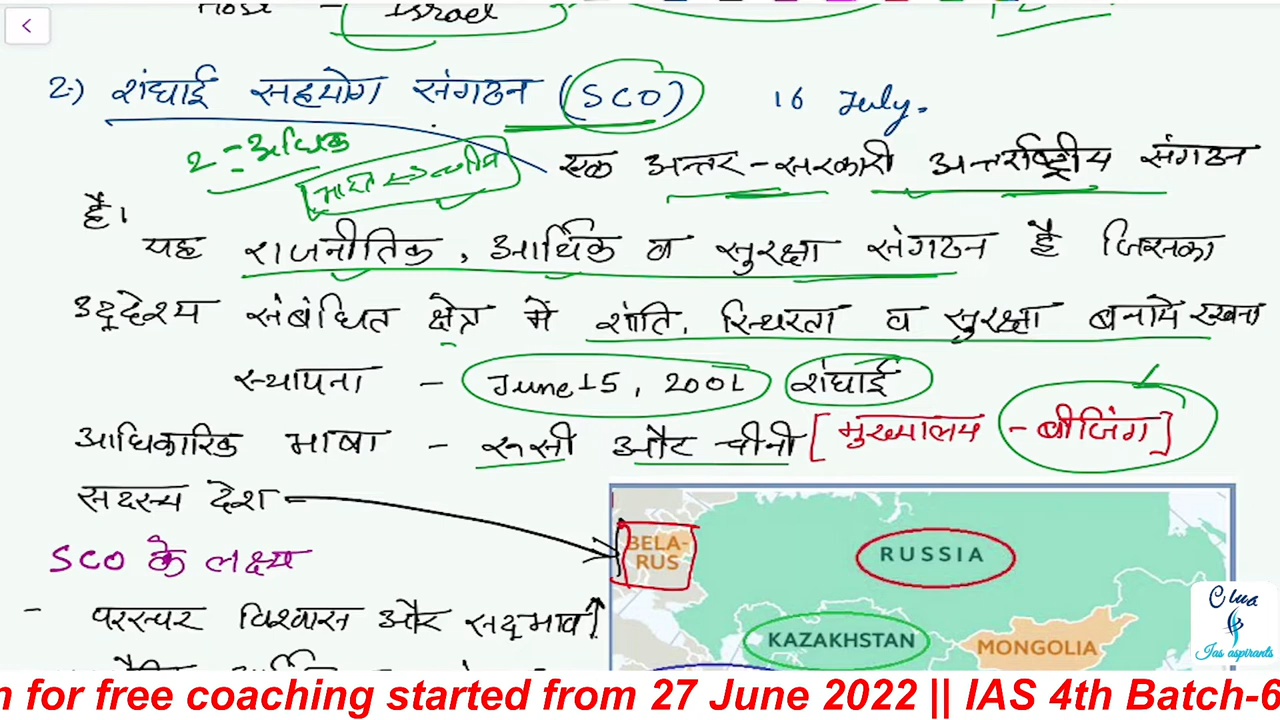 Host - Israel
2.) शंघाई सहयोग संगठन (SCO) 16 July.
2 - अधिक
एक अन्तर-सरकारी अन्तर्राष्ट्रीय संगठन
है।
यह राजनीतिक, आर्थिक व सुरक्षा संगठन है जिसका
उद्देश्य संबंधित क्षेत्र में शांति, स्थिरता व सुरक्षा बनाये रखना
स्थापना - June 15, 2001 शंघाई
आधिकारिक भाषा - रूसी और चीनी [मुख्यालय - बीजिंग]
सदस्य देश
BELA-
RUS
RUSSIA
SCO के लक्ष्य
- परस्पर विश्वास और सद्भाव
KAZAKHSTAN
MONGOLIA
Ias aspirants
m for free coaching started from 27 June 2022 || IAS 4th Batch-6